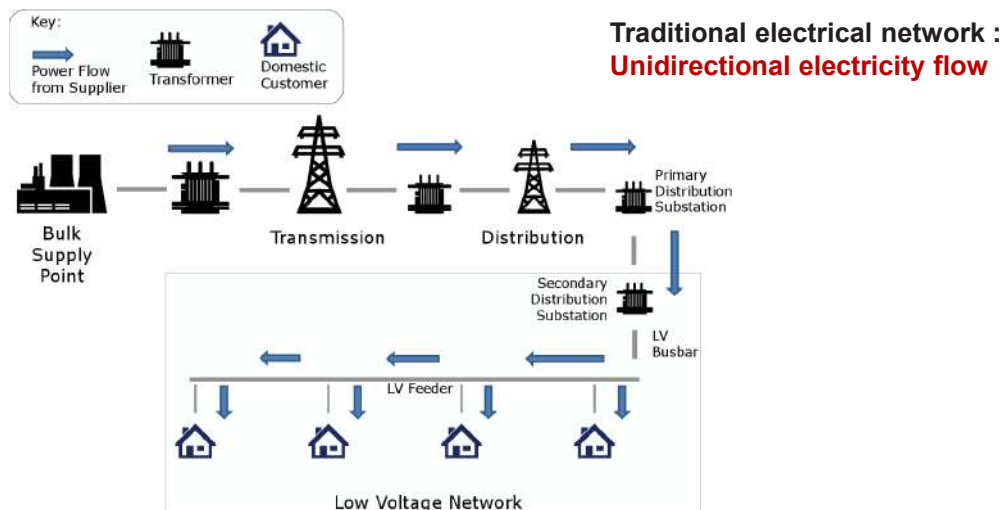 Key:
Power Flow
from Supplier
Transformer
Domestic
Customer
Traditional electrical network :
Unidirectional electricity flow
Bulk
Supply
Point
Transmission
Distribution
Primary
Distribution
Substation
Secondary
Distribution
Substation
LV
Busbar
LV Feeder
Low Voltage Network